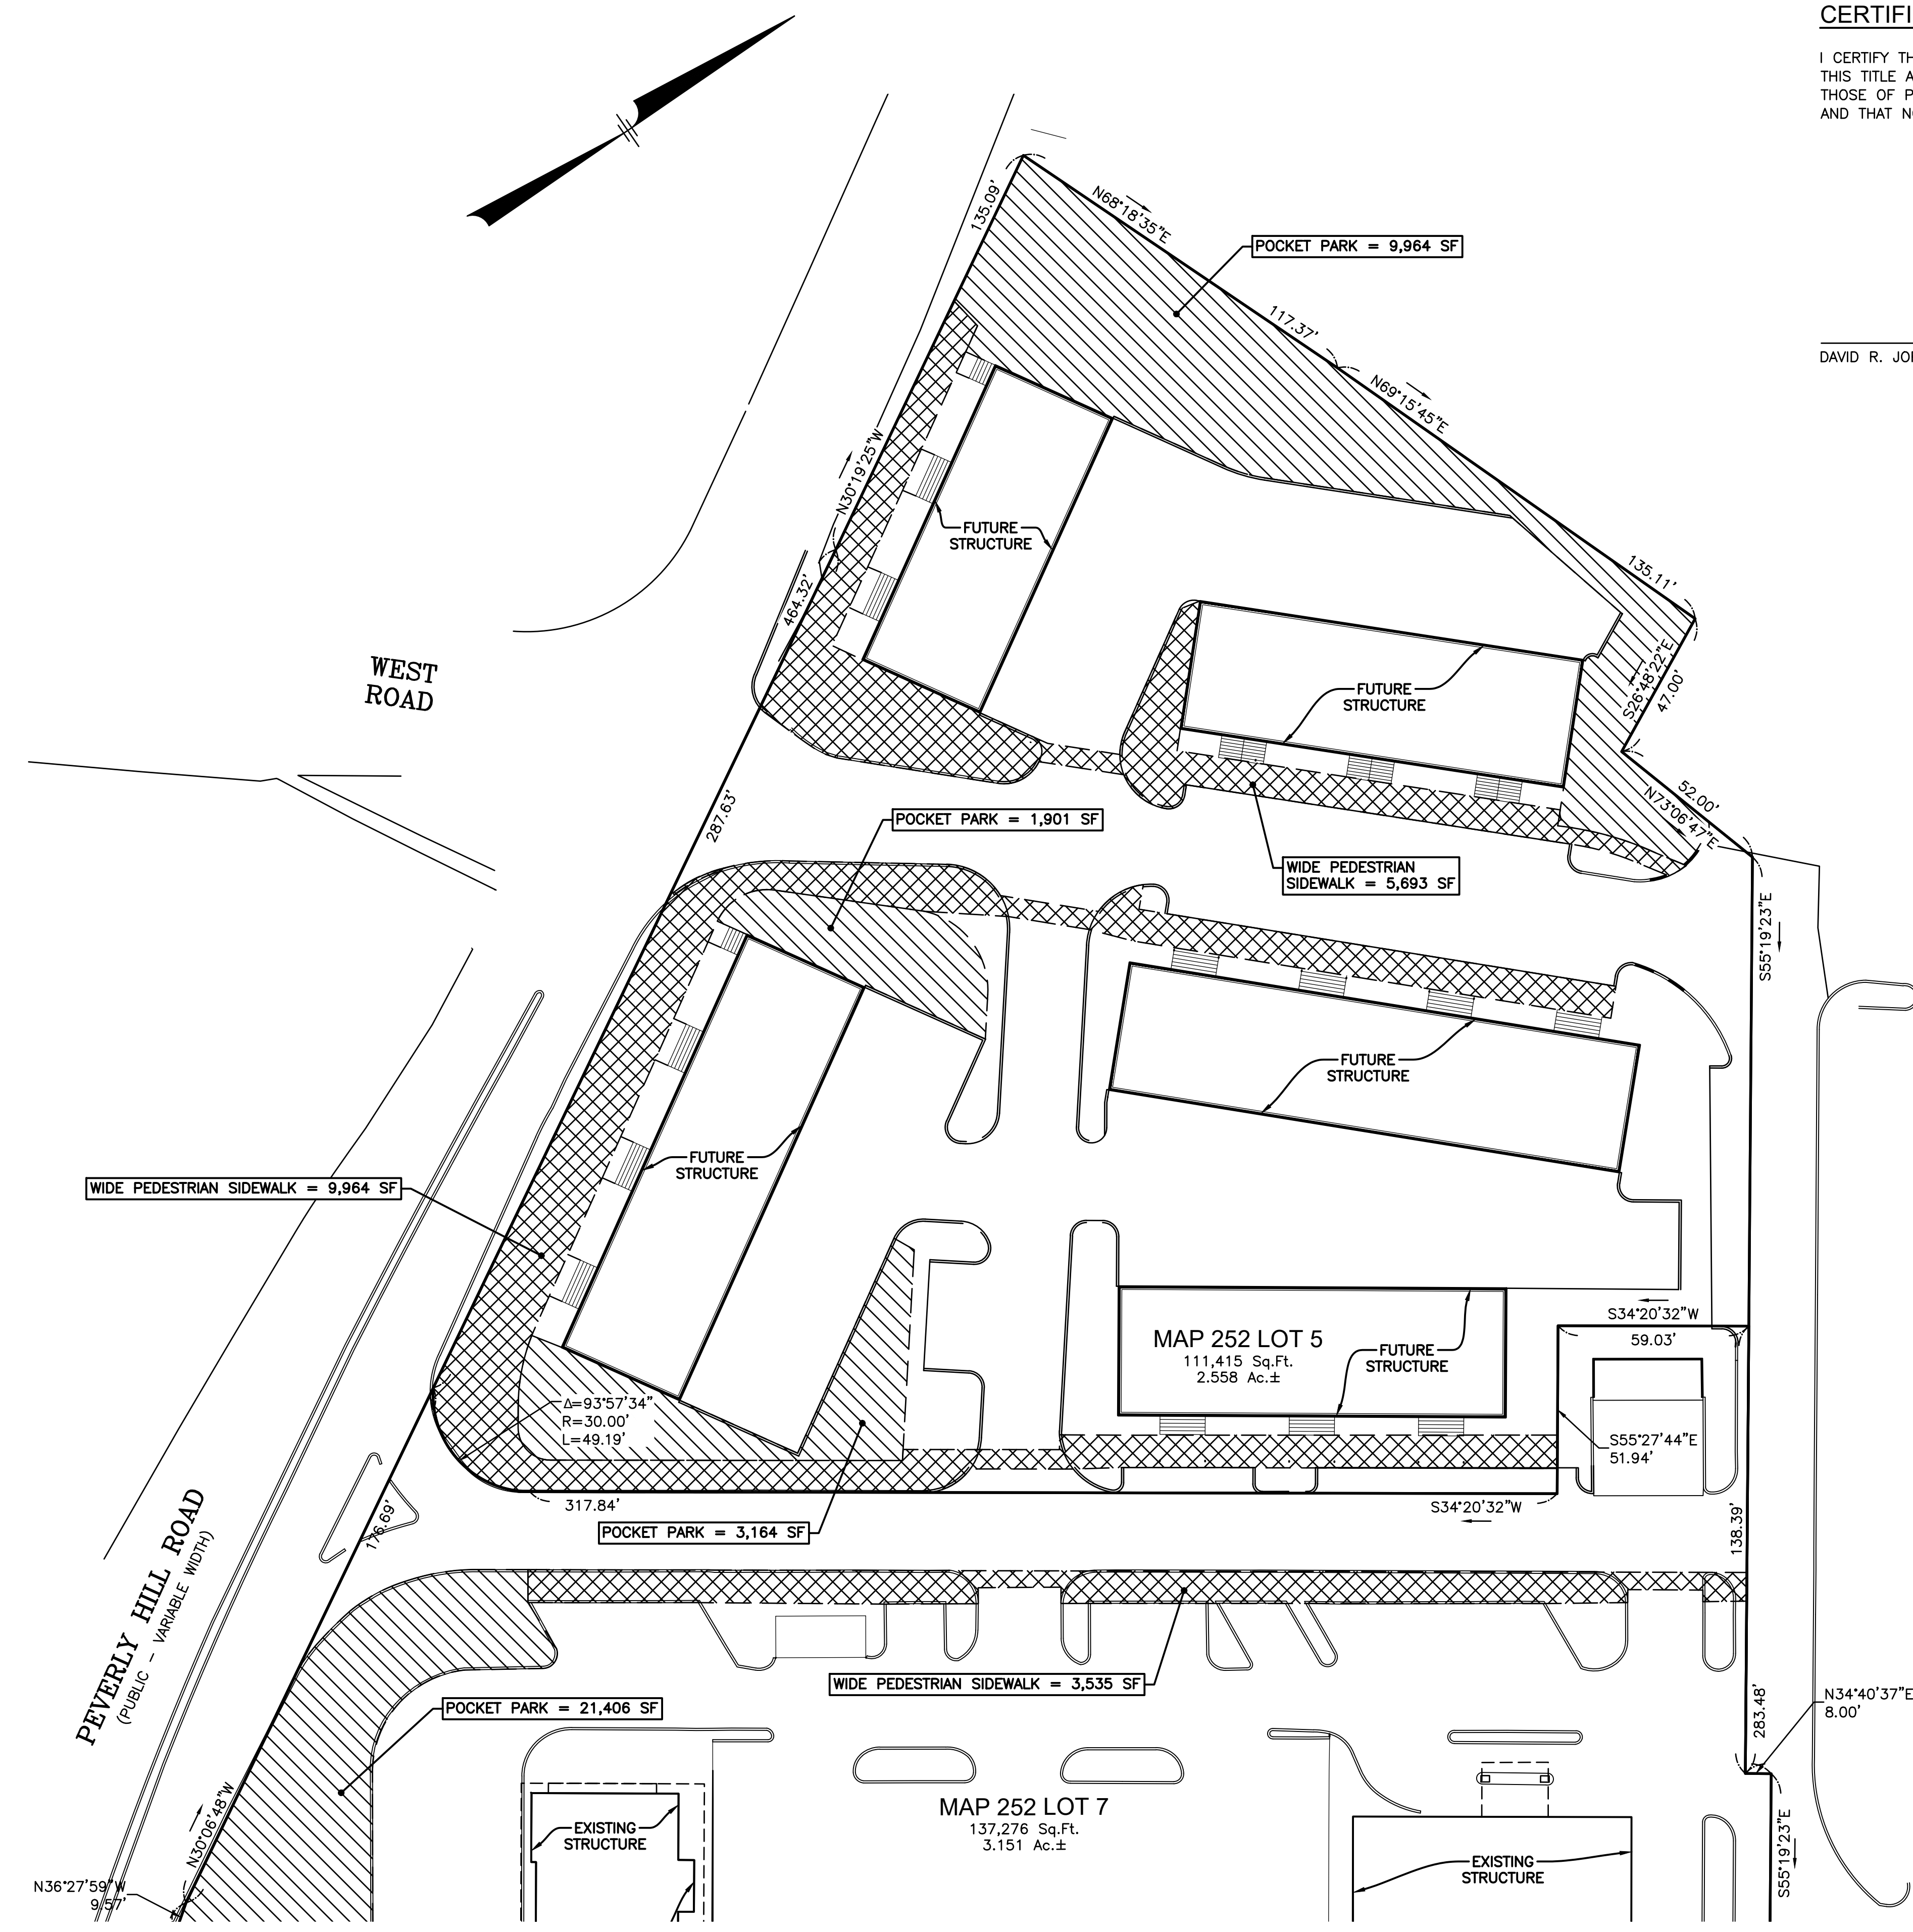 CERTIFI
I CERTIFY TH
THIS TITLE A
THOSE OF P
AND THAT N
DAVID R. JO
135.09'
N68°18'35"E
POCKET PARK = 9,964 SF
117.37'
N69°15'45"E
N30°19'25"W
FUTURE
STRUCTURE
135.11'
464.32'
WEST
ROAD
FUTURE
STRUCTURE
S26°48'22"E
47.00'
287.63'
52.00'
N73°06'47"E
POCKET PARK = 1,901 SF
WIDE PEDESTRIAN
SIDEWALK = 5,693 SF
S55°19'23"E
FUTURE
STRUCTURE
FUTURE
STRUCTURE
WIDE PEDESTRIAN SIDEWALK = 9,964 SF
S34°20'32"W
59.03'
MAP 252 LOT 5
111,415 Sq.Ft.
2.558 Ac.±
FUTURE
STRUCTURE
Δ=93°57'34"
R=30.00'
L=49.19'
S55°27'44"E
51.94'
317.84'
S34°20'32"W
176.69'
138.39'
POCKET PARK = 3,164 SF
PEVERLY HILL ROAD
(PUBLIC - VARIABLE WIDTH)
WIDE PEDESTRIAN SIDEWALK = 3,535 SF
POCKET PARK = 21,406 SF
283.48'
N34°40'37"E
8.00'
N30°06'48"W
MAP 252 LOT 7
137,276 Sq.Ft.
3.151 Ac.±
EXISTING
STRUCTURE
EXISTING
STRUCTURE
S55°19'23"E
N36°27'59"W
9.57'